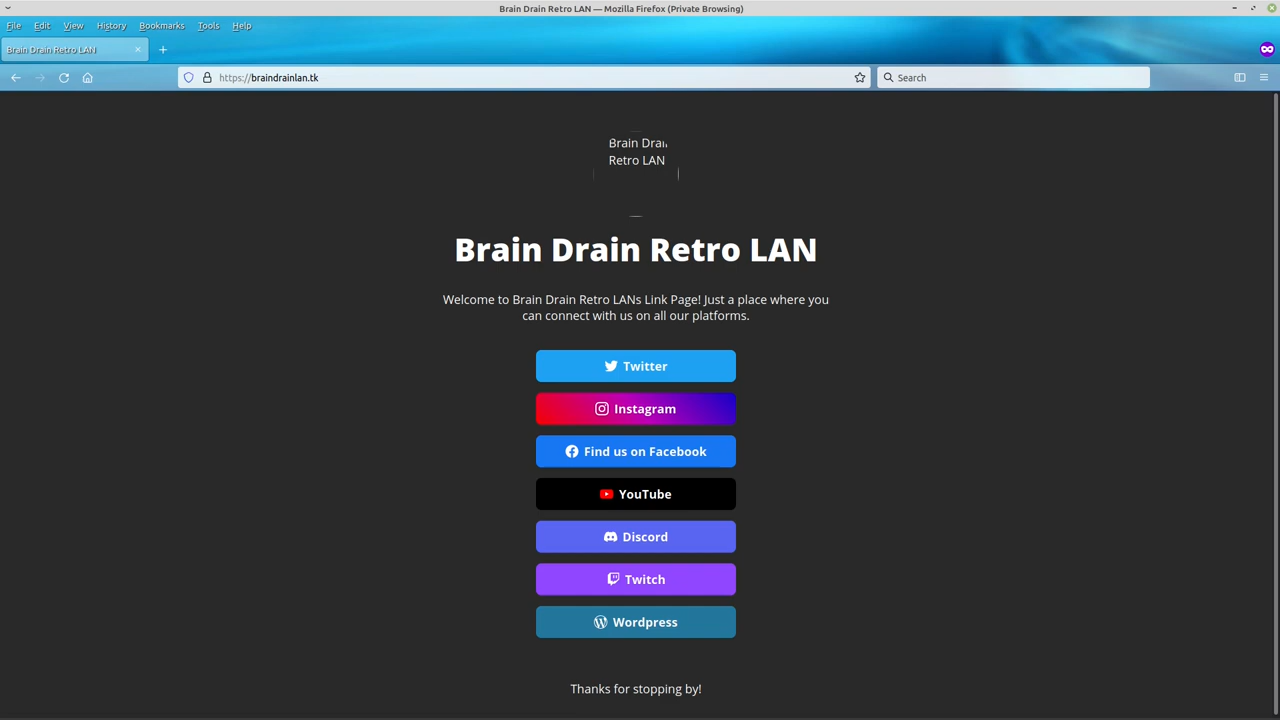 Brain Drain Retro LAN — Mozilla Firefox (Private Browsing)
File Edit View History Bookmarks Tools Help
Brain Drain Retro LAN
https://braindrainlan.tk
Search
Brain Drain
Retro LAN
Brain Drain Retro LAN
Welcome to Brain Drain Retro LANs Link Page! Just a place where you
can connect with us on all our platforms.
Twitter
Instagram
Find us on Facebook
YouTube
Discord
Twitch
Wordpress
Thanks for stopping by!